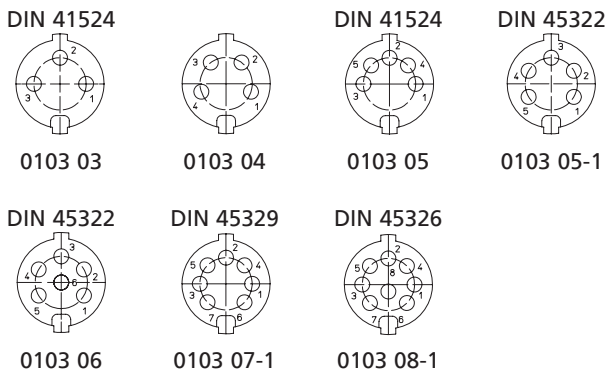 DIN 41524 DIN 41524 DIN 45322
2 3 1
3 2 4 1
5 2 4 3 1
3 4 2 5 1
0103 03 0103 04 0103 05 0103 05-1
DIN 45322 DIN 45329 DIN 45326
3 4 2 6 5 1
2 5 4 3 1 7 6
2 5 4 8 3 1 7 6
0103 06 0103 07-1 0103 08-1